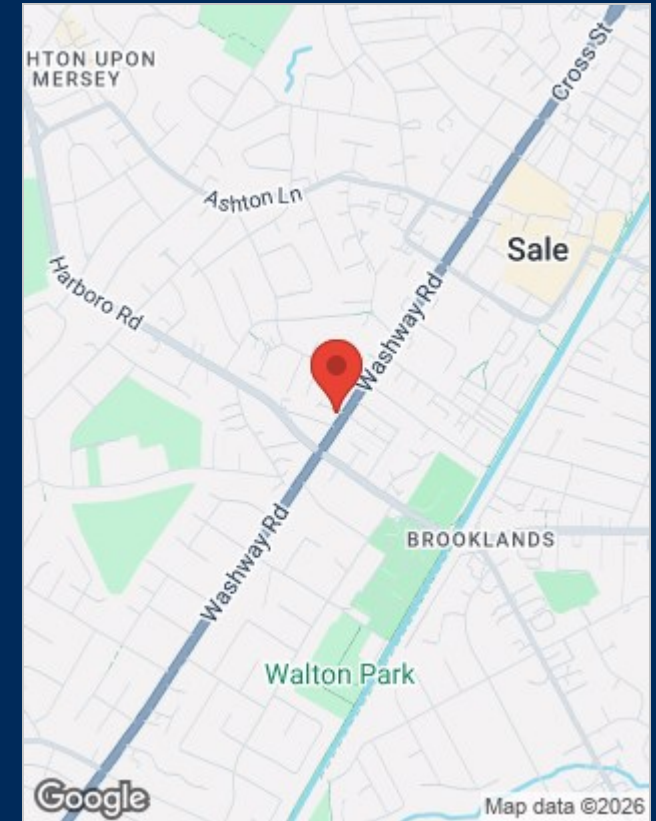 HTON UPON
MERSEY
Cross St
Ashton Ln
Sale
Harboro Rd
Washway Rd
BROOKLANDS
Washway Rd
Walton Park
Google
Map data ©2026